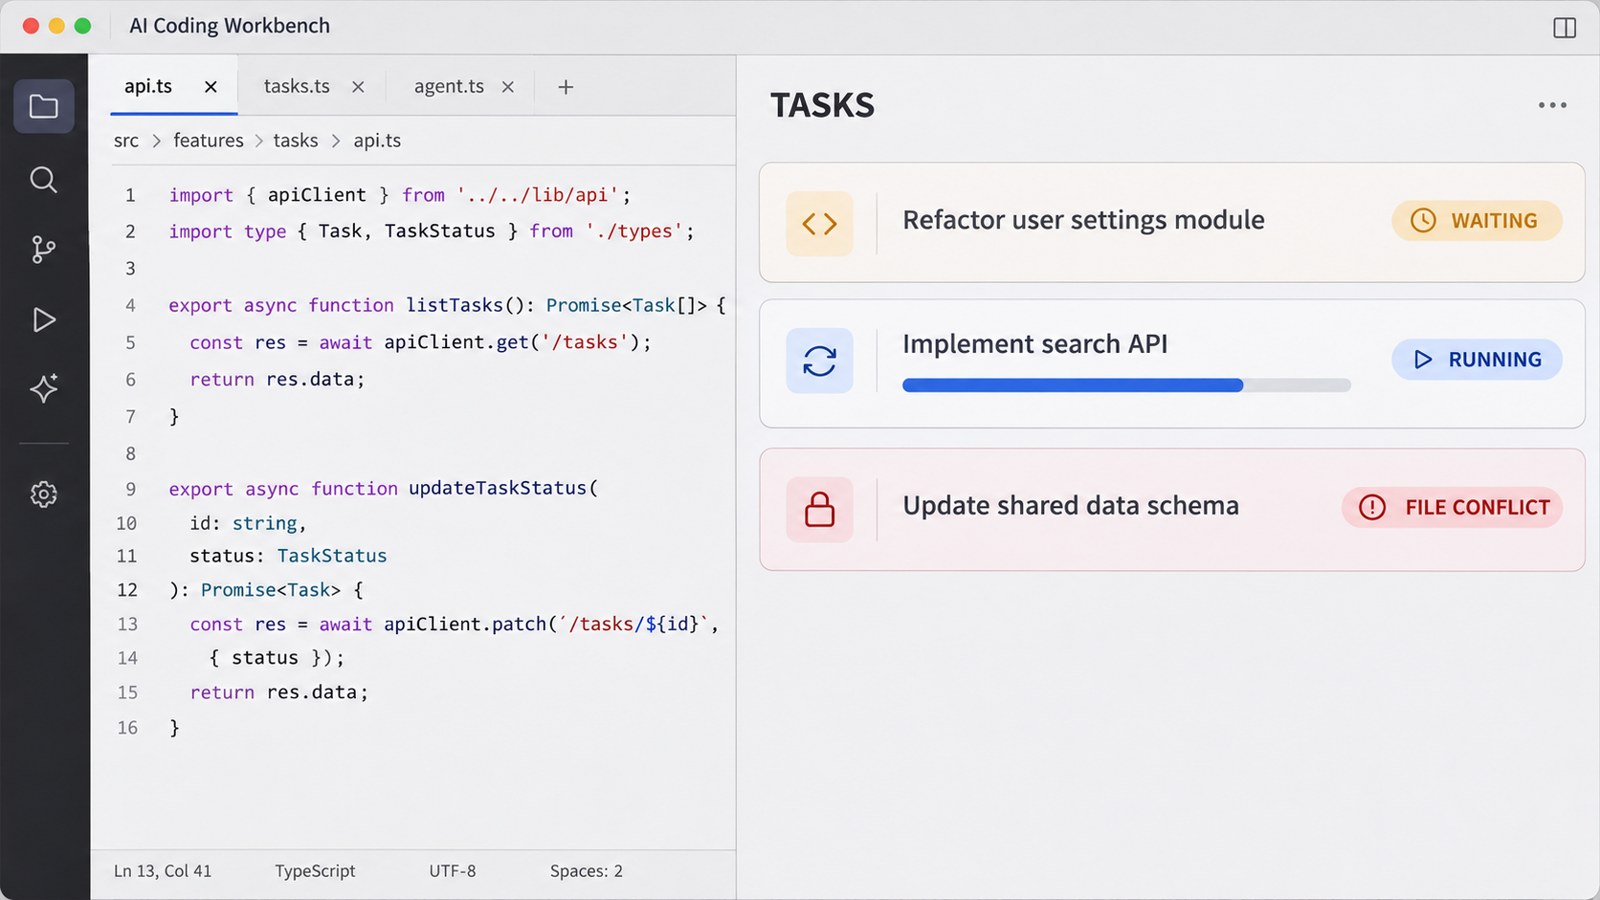 AI Coding Workbench
api.ts
tasks.ts
agent.ts
src > features > tasks > api.ts
1 import { apiClient } from '../../lib/api';
2 import type { Task, TaskStatus } from './types';
3
4 export async function listTasks(): Promise<Task[]> {
5   const res = await apiClient.get('/tasks');
6   return res.data;
7 }
8
9 export async function updateTaskStatus(
10   id: string,
11   status: TaskStatus
12 ): Promise<Task> {
13   const res = await apiClient.patch(´/tasks/${id}`,
14     { status });
15   return res.data;
16 }
Ln 13, Col 41 TypeScript UTF-8 Spaces: 2
TASKS
Refactor user settings module
WAITING
Implement search API
RUNNING
Update shared data schema
FILE CONFLICT